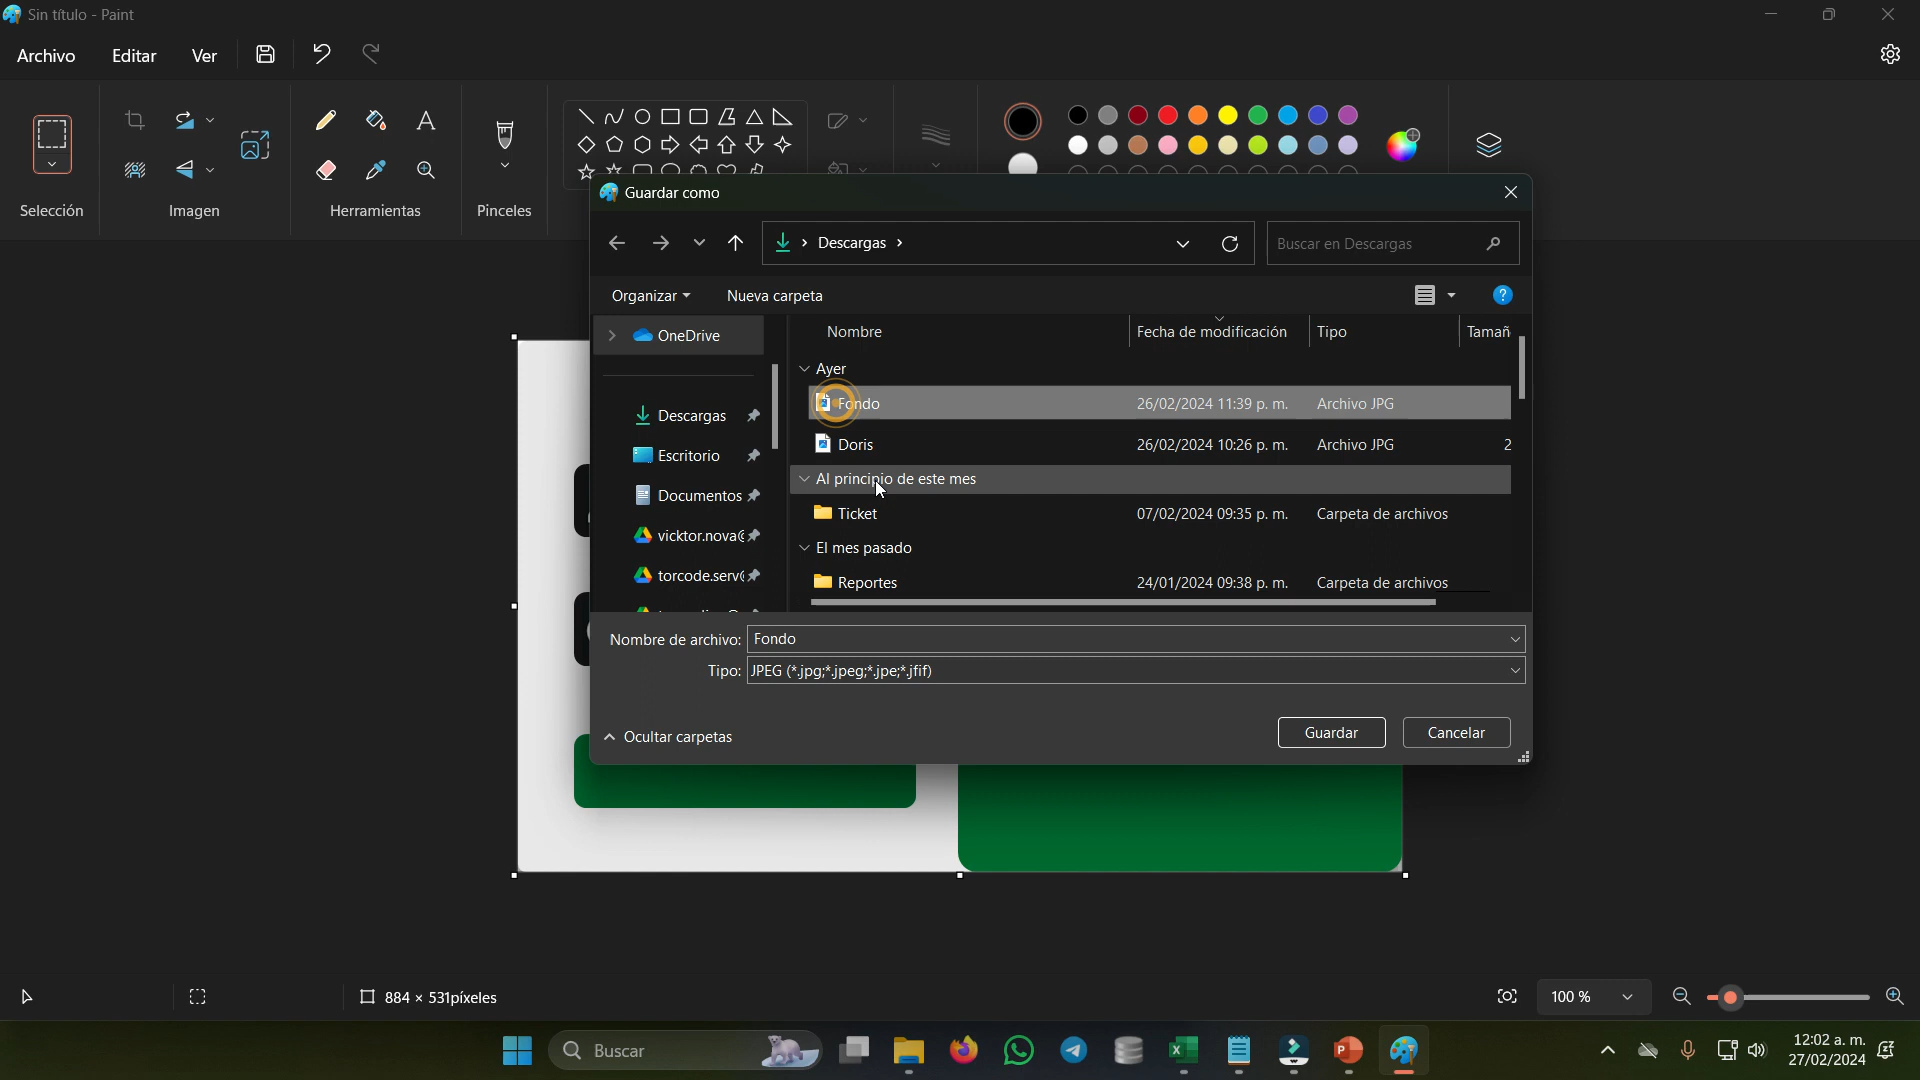 Sin título - Paint
Archivo Editar Ver
Selección Imagen Herramientas Pinceles
Guardar como
Descargas
Buscar en Descargas
Organizar Nueva carpeta
OneDrive
Descargas
Escritorio
Documentos
vicktor.nova@
torcode.serv(
Nombre Fecha de modificación Tipo Tamañ
Ayer
Fondo 26/02/2024 11:39 p. m. Archivo JPG
Doris 26/02/2024 10:26 p. m. Archivo JPG 2
Al principio de este mes
Ticket 07/02/2024 09:35 p. m. Carpeta de archivos
El mes pasado
Reportes 24/01/2024 09:38 p. m. Carpeta de archivos
Nombre de archivo: Fondo
Tipo: JPEG (*.jpg;*.jpeg;*.jpe;*.jfif)
Ocultar carpetas
Guardar Cancelar
884 × 531píxeles
100 %
Buscar
12:02 a. m.
27/02/2024